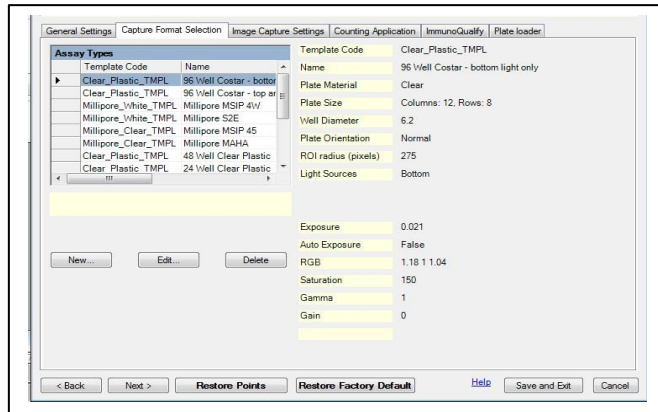 General Settings Capture Format Selection Image Capture Settings Counting Application ImmunoQualify Plate loader
Assay Types
Template Code Name
Clear_Plastic_TMPL 96 Well Costar - bottor
Clear_Plastic_TMPL 96 Well Costar - top ar
Millipore_White_TMPL Millipore MSIP 4W
Millipore_White_TMPL Millipore S2E
Millipore_Clear_TMPL Millipore MSIP 45
Millipore_Clear_TMPL Millipore MAHA
Clear_Plastic_TMPL 48 Well Clear Plastic
Clear_Plastic_TMPL 24 Well Clear Plastic
New... Edit... Delete
Template Code Clear_Plastic_TMPL
Name 96 Well Costar - bottom light only
Plate Material Clear
Plate Size Columns: 12, Rows: 8
Well Diameter 6.2
Plate Orientation Normal
ROI radius (pixels) 275
Light Sources Bottom
Exposure 0.021
Auto Exposure False
RGB 1.18 1 1.04
Saturation 150
Gamma 1
Gain 0
< Back Next > Restore Points Restore Factory Default Help Save and Exit Cancel